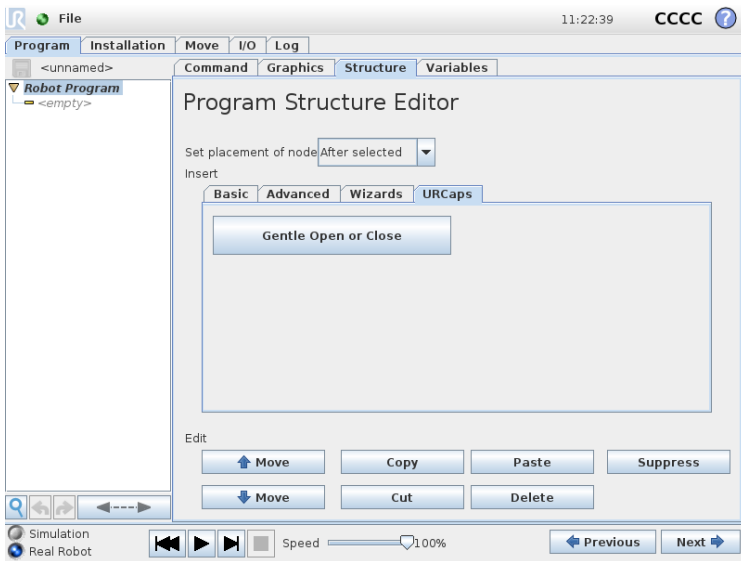 UR File 11:22:39 CCCC ?
Program Installation Move I/O Log
<unnamed> Command Graphics Structure Variables
Robot Program
<empty>
Program Structure Editor
Set placement of node After selected
Insert
Basic Advanced Wizards URCaps
Gentle Open or Close
Edit
Move Copy Paste Suppress
Move Cut Delete
Simulation
Real Robot
Speed 100% Previous Next